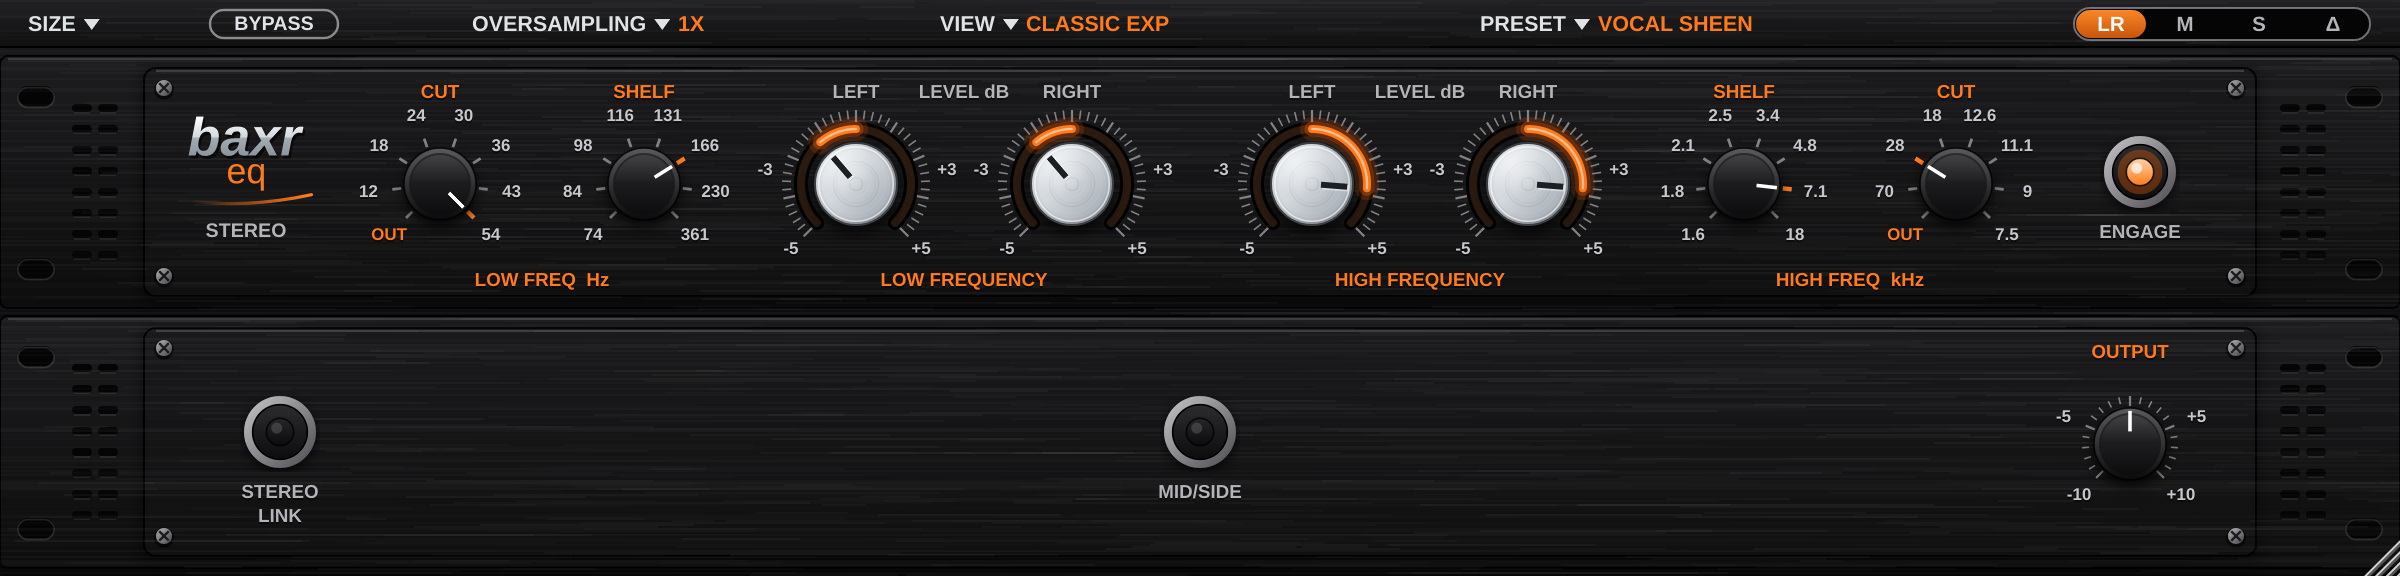 SIZE BYPASS OVERSAMPLING 1X VIEW CLASSIC EXP PRESET VOCAL SHEEN LR M S Δ
CUT SHELF LEFT LEVEL dB RIGHT LEFT LEVEL dB RIGHT SHELF CUT
24 30 116 131 2.5 3.4 18 12.6
baxr
18 36 98 166 2.1 4.8 28 11.1
eq
-3 +3 -3 +3 -3 +3 -3 +3
12 43 84 230 1.8 7.1 70 9
STEREO
OUT 54 74 361 1.6 18 OUT 7.5 ENGAGE
-5 +5 -5 +5 -5 +5 -5 +5
LOW FREQ Hz LOW FREQUENCY HIGH FREQUENCY HIGH FREQ kHz
OUTPUT
-5 +5
STEREO MID/SIDE -10 +10
LINK